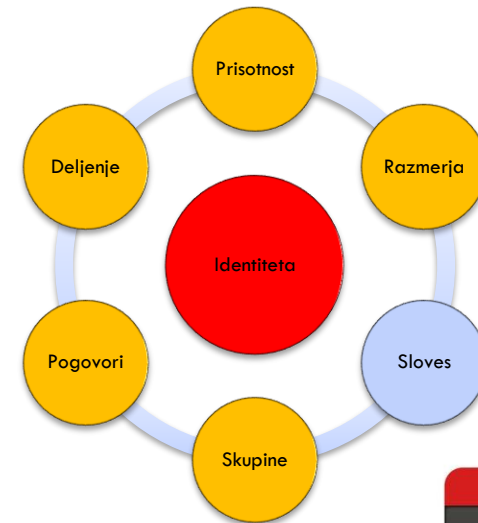 Prisotnost
Deljenje
Razmerja
Identiteta
Pogovori
Sloves
Skupine